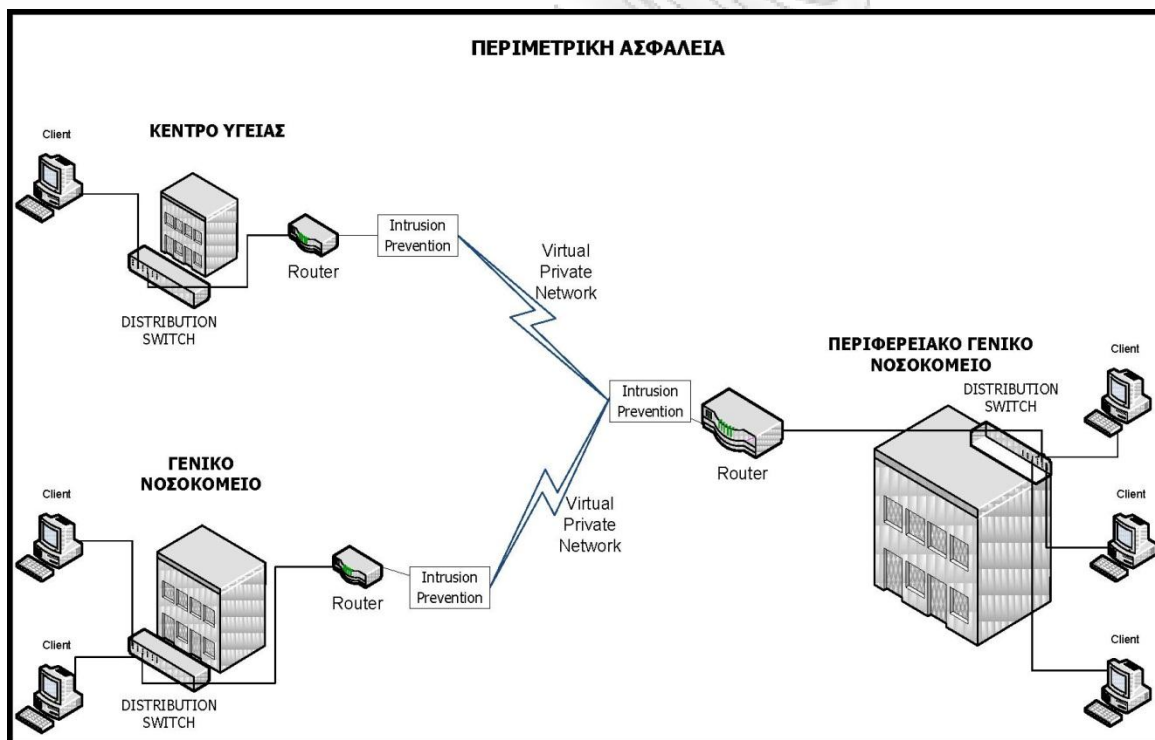 ΠΕΡΙΜΕΤΡΙΚΗ ΑΣΦΑΛΕΙΑ
Client
ΚΕΝΤΡΟ ΥΓΕΙΑΣ
Router
Intrusion
Prevention
DISTRIBUTION
SWITCH
Virtual
Private
Network
ΠΕΡΙΦΕΡΕΙΑΚΟ ΓΕΝΙΚΟ
ΝΟΣΟΚΟΜΕΙΟ
Client
DISTRIBUTION
SWITCH
Intrusion
Prevention
Router
ΓΕΝΙΚΟ
ΝΟΣΟΚΟΜΕΙΟ
Client
Virtual
Private
Network
Client
Router
Intrusion
Prevention
Client
DISTRIBUTION
SWITCH
Client